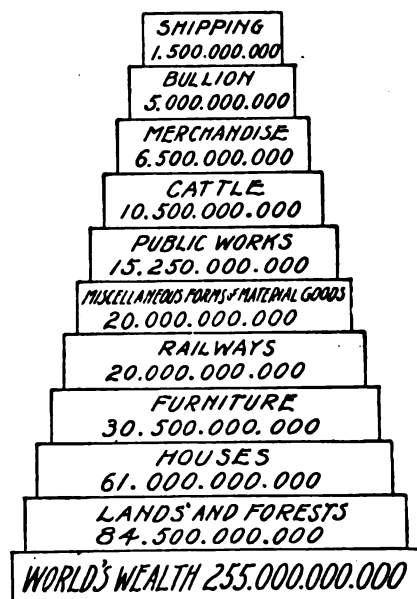 SHIPPING
1.500.000.000
BULLION
5.000.000.000
MERCHANDISE
6.500.000.000
CATTLE
10.500.000.000
PUBLIC WORKS
15.250.000.000
MISCELLANEOUS FORMS of MATERIAL GOODS
20.000.000.000
RAILWAYS
20.000.000.000
FURNITURE
30.500.000.000
HOUSES
61.000.000.000
LANDS AND FORESTS
84.500.000.000
WORLD'S WEALTH 255.000.000.000